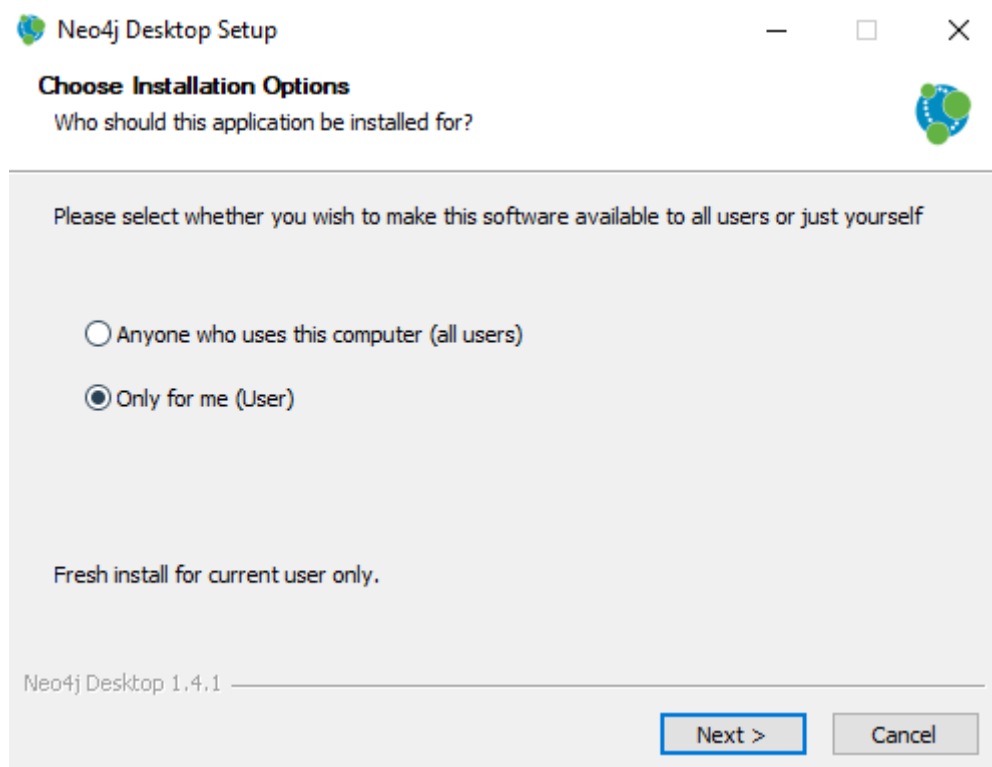 Neo4j Desktop Setup
Choose Installation Options
Who should this application be installed for?
Please select whether you wish to make this software available to all users or just yourself
Anyone who uses this computer (all users)
Only for me (User)
Fresh install for current user only.
Neo4j Desktop 1.4.1
Next >
Cancel